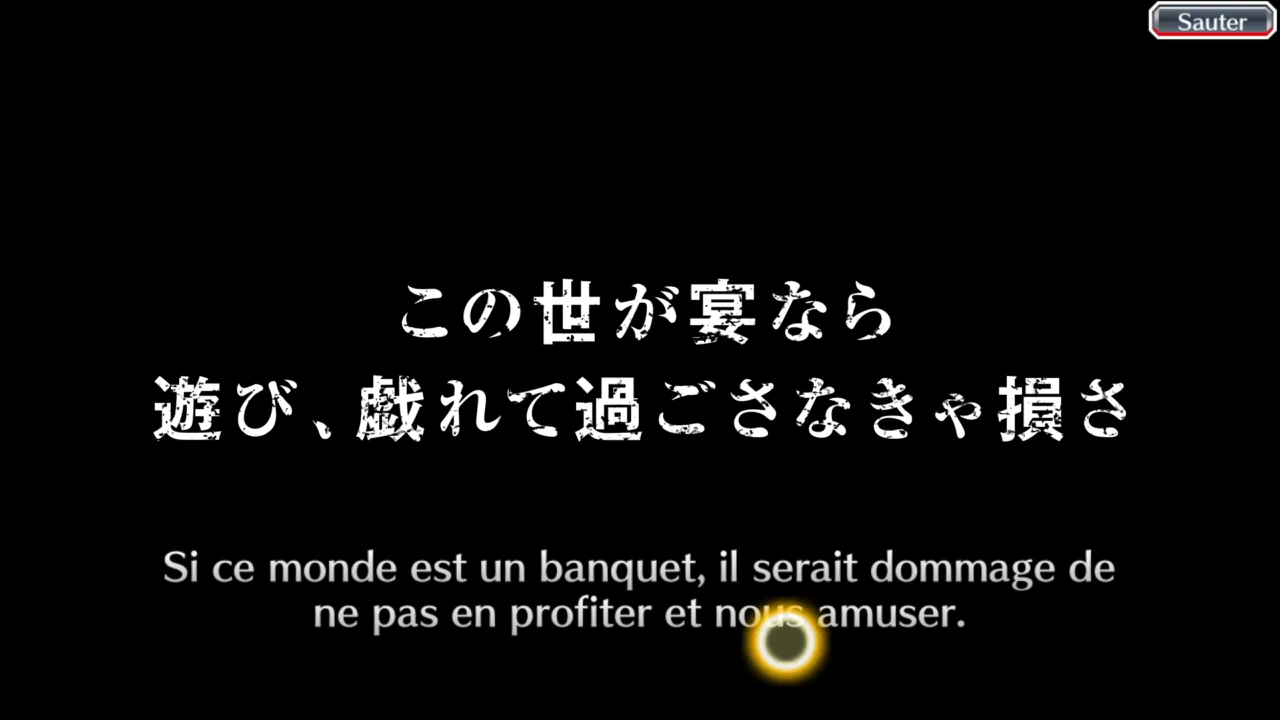 Sauter
この世が宴なら
遊び、戯れて過ごさなきゃ損さ
Si ce monde est un banquet, il serait dommage de
ne pas en profiter et nous amuser.